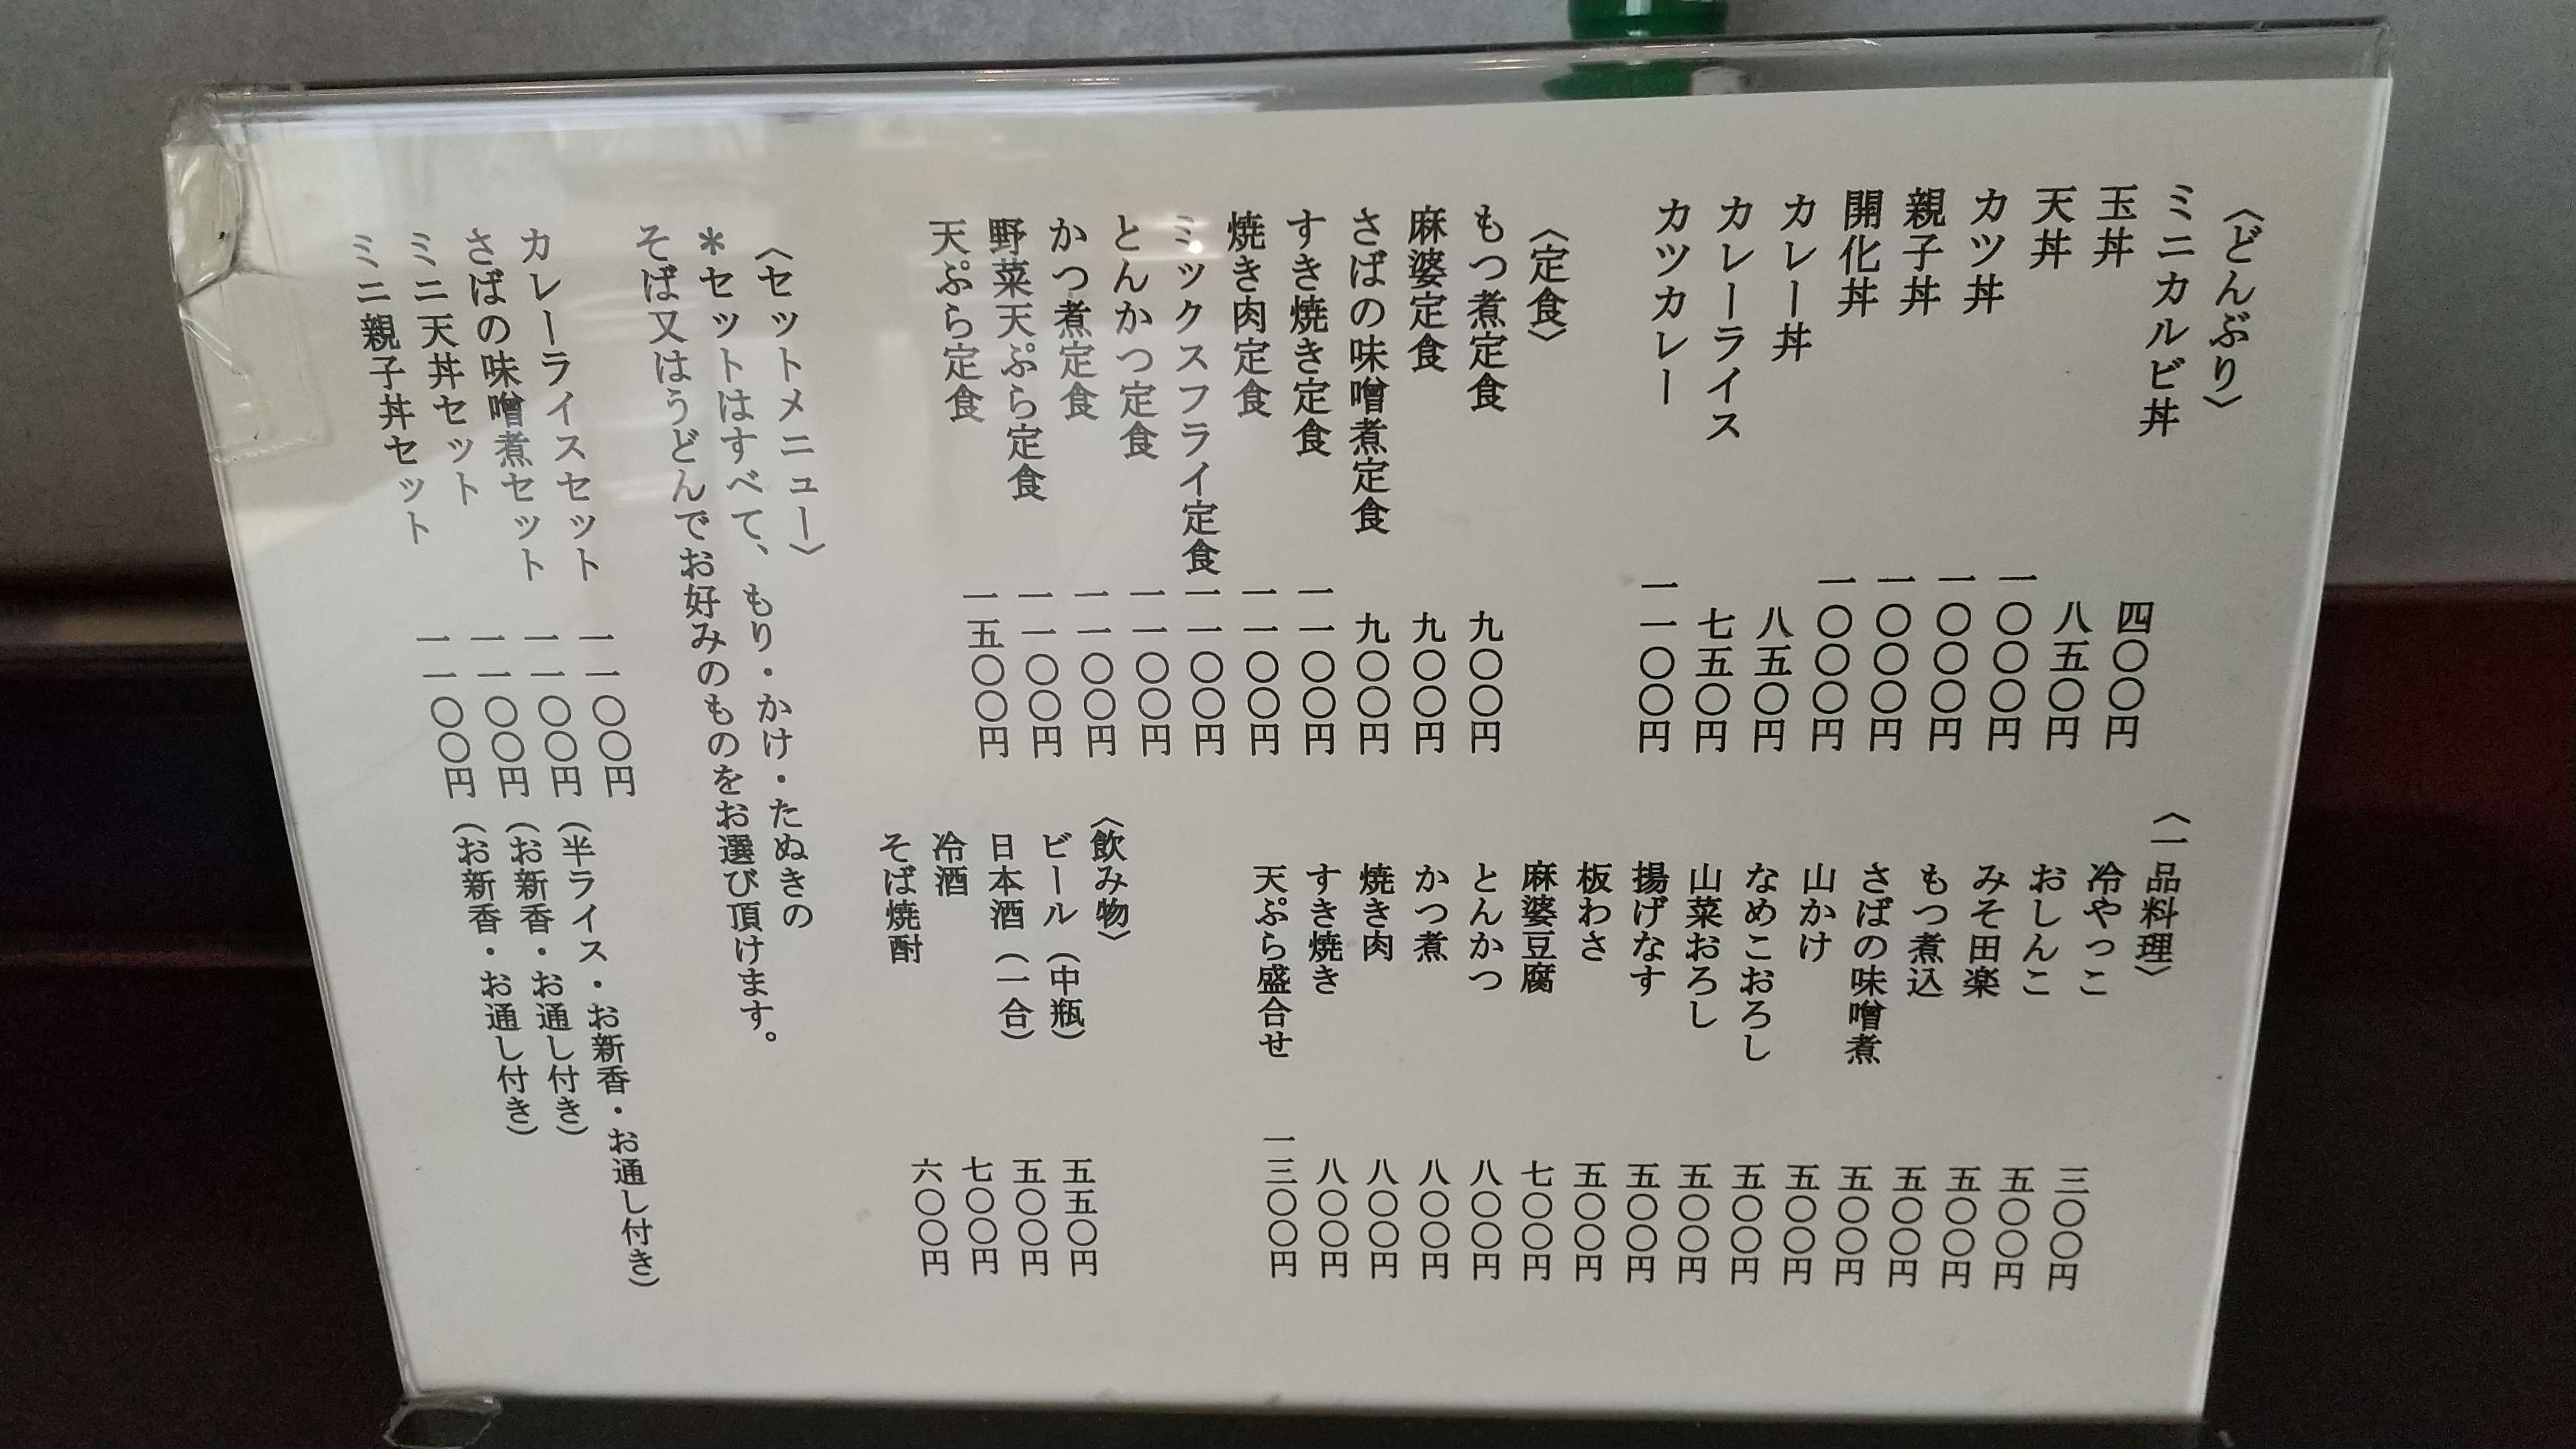 〈どんぶり〉
ミニカルビ丼 四〇〇円
玉丼 八五〇円
天丼 一〇〇〇円
カツ丼 一〇〇〇円
親子丼 一〇〇〇円
開化丼 一〇〇〇円
カレー丼 八五〇円
カレーライス 七五〇円
カツカレー 一一〇〇円
〈定食〉
もつ煮定食 九〇〇円
麻婆定食 九〇〇円
さばの味噌煮定食 九〇〇円
すき焼き定食 一一〇〇円
焼き肉定食 一一〇〇円
ミックスフライ定食 一一〇〇円
とんかつ定食 一一〇〇円
かつ煮定食 一一〇〇円
野菜天ぷら定食 一一〇〇円
天ぷら定食 一五〇〇円
〈一品料理〉
冷やっこ 三〇〇円
おしんこ 五〇〇円
みそ田楽 五〇〇円
もつ煮込 五〇〇円
さばの味噌煮 五〇〇円
山かけ 五〇〇円
なめこおろし 五〇〇円
山菜おろし 五〇〇円
揚げなす 五〇〇円
板わさ 五〇〇円
麻婆豆腐 七〇〇円
とんかつ 八〇〇円
かつ煮 八〇〇円
焼き肉 八〇〇円
すき焼き 八〇〇円
天ぷら盛合せ 一三〇〇円
〈飲み物〉
ビール（中瓶） 五五〇円
日本酒（一合） 五〇〇円
冷酒 七〇〇円
そば焼酎 六〇〇円
〈セットメニュー〉
＊セットはすべて、もり・かけ・たぬきの
そば又はうどんでお好みのものをお選び頂けます。
カレーライスセット 一一〇〇円
さばの味噌煮セット 一一〇〇円（半ライス・お新香・お通し付き）
ミニ天丼セット 一一〇〇円（お新香・お通し付き）
ミニ親子丼セット 一一〇〇円（お新香・お通し付き）